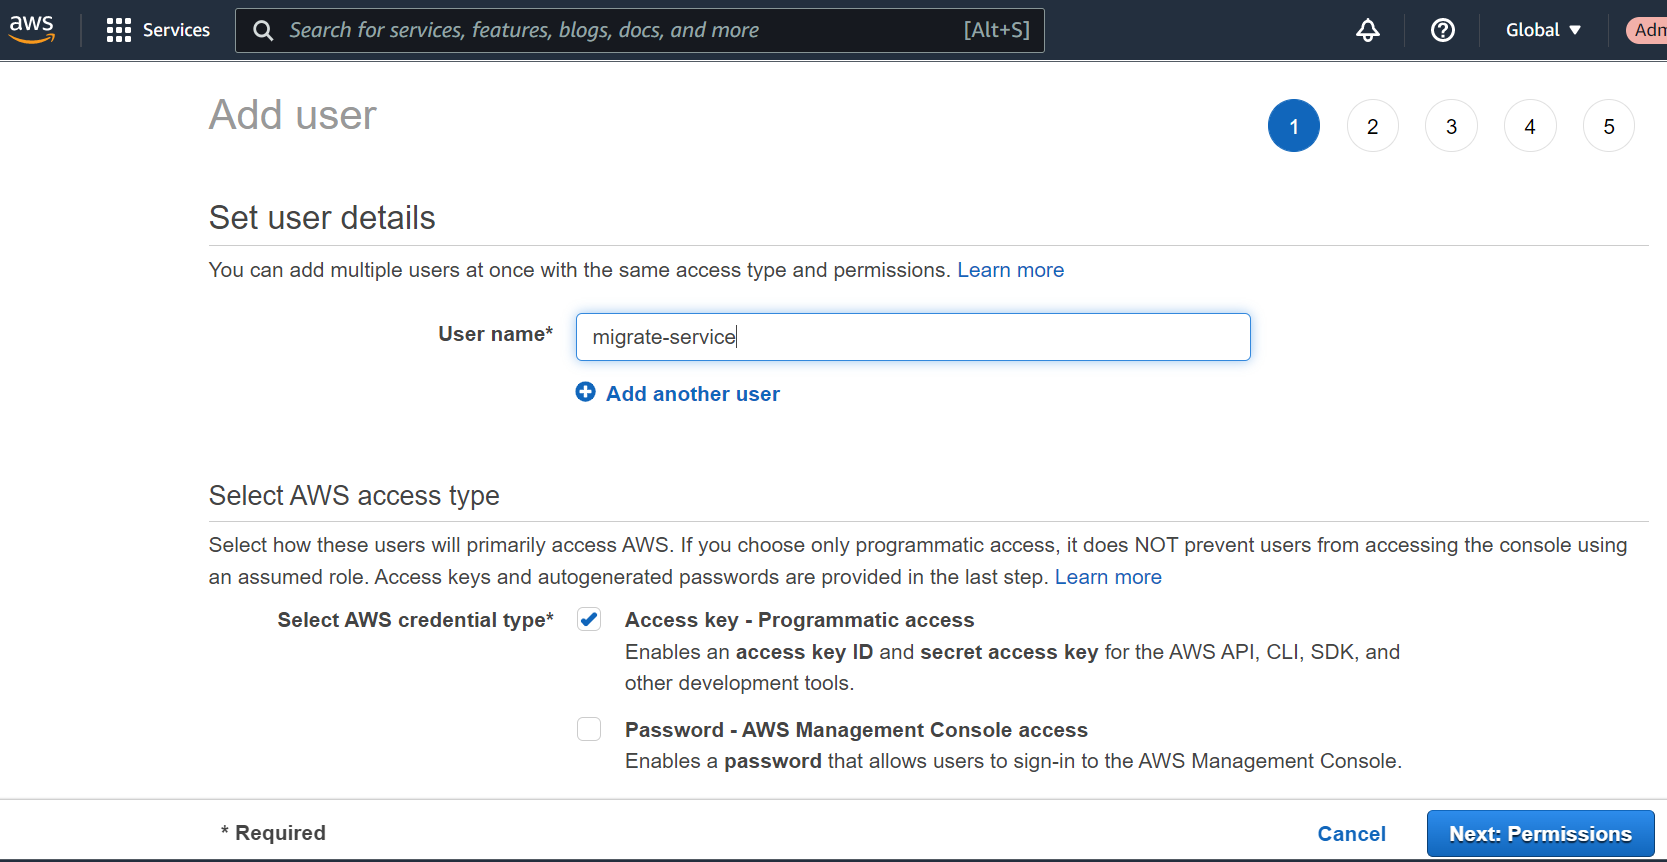 aws
Services
Search for services, features, blogs, docs, and more
[Alt+S]
Global
Adm
Add user
1
2
3
4
5
Set user details
You can add multiple users at once with the same access type and permissions. Learn more
User name*
migrate-service
Add another user
Select AWS access type
Select how these users will primarily access AWS. If you choose only programmatic access, it does NOT prevent users from accessing the console using
an assumed role. Access keys and autogenerated passwords are provided in the last step. Learn more
Select AWS credential type*
Access key - Programmatic access
Enables an access key ID and secret access key for the AWS API, CLI, SDK, and
other development tools.
Password - AWS Management Console access
Enables a password that allows users to sign-in to the AWS Management Console.
* Required
Cancel
Next: Permissions